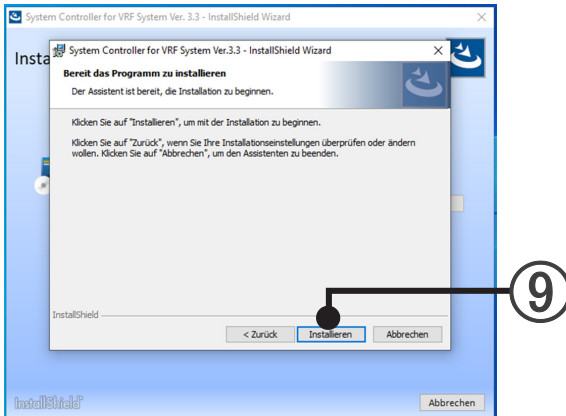 System Controller for VRF System Ver. 3.3 - InstallShield Wizard
Insta
System Controller for VRF System Ver.3.3 - InstallShield Wizard
Bereit das Programm zu installieren
Der Assistent ist bereit, die Installation zu beginnen.
Klicken Sie auf "Installieren", um mit der Installation zu beginnen.
Klicken Sie auf "Zurück", wenn Sie Ihre Installationseinstellungen überprüfen oder ändern
wollen. Klicken Sie auf "Abbrechen", um den Assistenten zu beenden.
⑨
InstallShield
< Zurück Installieren Abbrechen
InstallShield Abbrechen